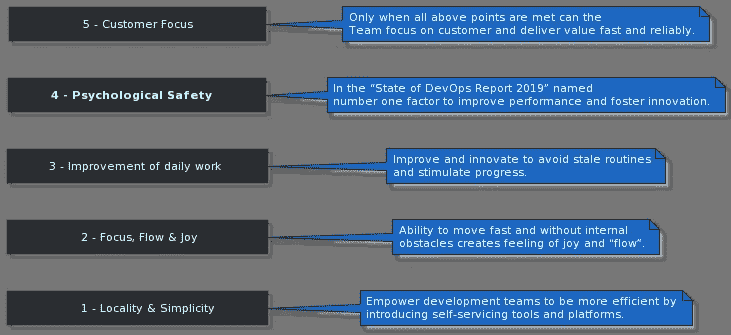 5 - Customer Focus
Only when all above points are met can the
Team focus on customer and deliver value fast and reliably.
4 - Psychological Safety
In the “State of DevOps Report 2019” named
number one factor to improve performance and foster innovation.
3 - Improvement of daily work
Improve and innovate to avoid stale routines
and stimulate progress.
2 - Focus, Flow & Joy
Ability to move fast and without internal
obstacles creates feeling of joy and “flow”.
1 - Locality & Simplicity
Empower development teams to be more efficient by
introducing self-servicing tools and platforms.